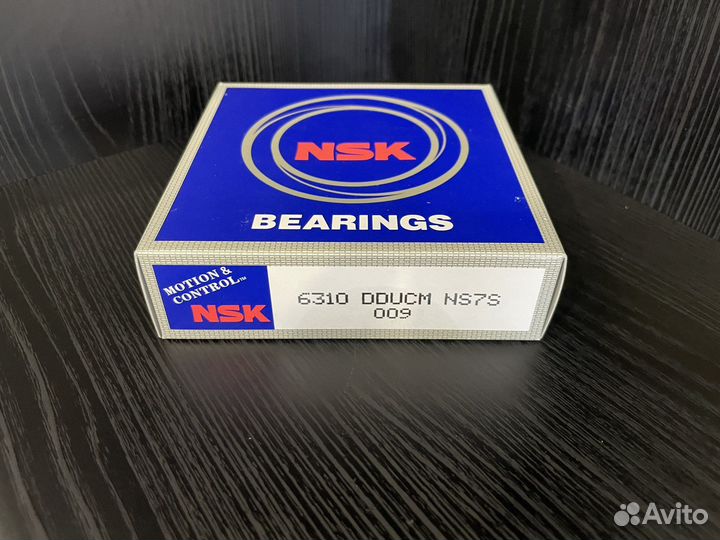 NSK
BEARINGS
MOTION &
CONTROL™
NSK
6310 DDUCM NS7S
009
Avito